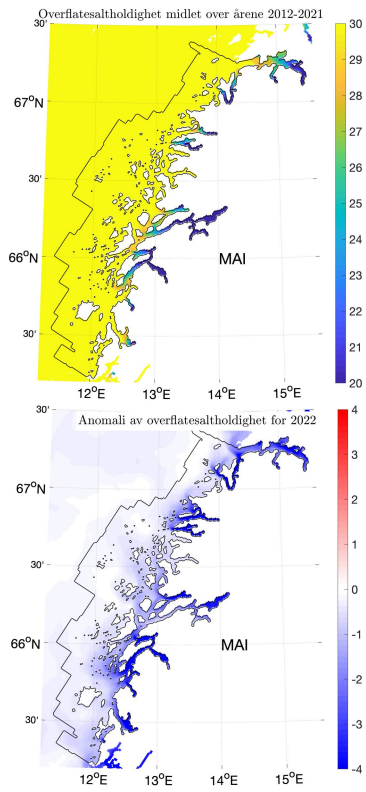 Overflatesaltholdighet midlet over årene 2012-2021
30'
30
29
67°N
28
27
30'
26
25
66°N
MAI
24
23
22
30'
21
20
12°E 13°E 14°E 15°E
30'
4
Anomali av overflatesaltholdighet for 2022
3
67°N
2
1
30'
0
-1
66°N
MAI
-2
30'
-3
-4
12°E 13°E 14°E 15°E